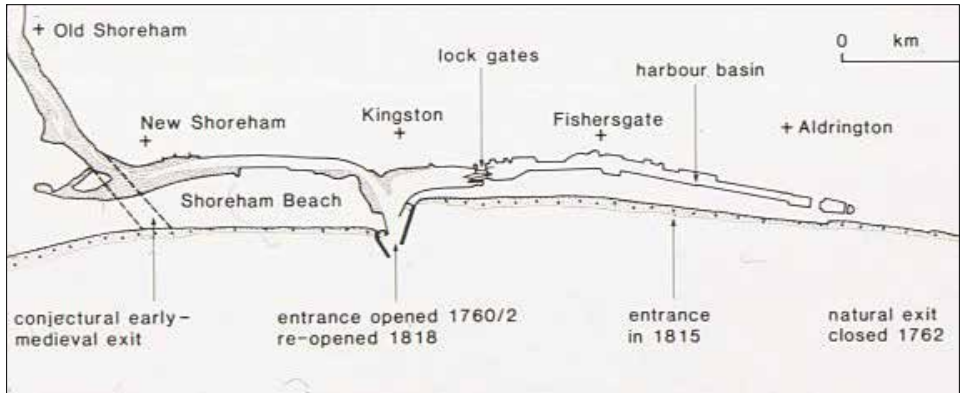 + Old Shoreham
0 km
lock gates
harbour basin
Kingston
+
New Shoreham
+
Fishersgate
+
+ Aldrington
Shoreham Beach
conjectural early-
medieval exit
entrance opened 1760/2
re-opened 1818
entrance
in 1815
natural exit
closed 1762